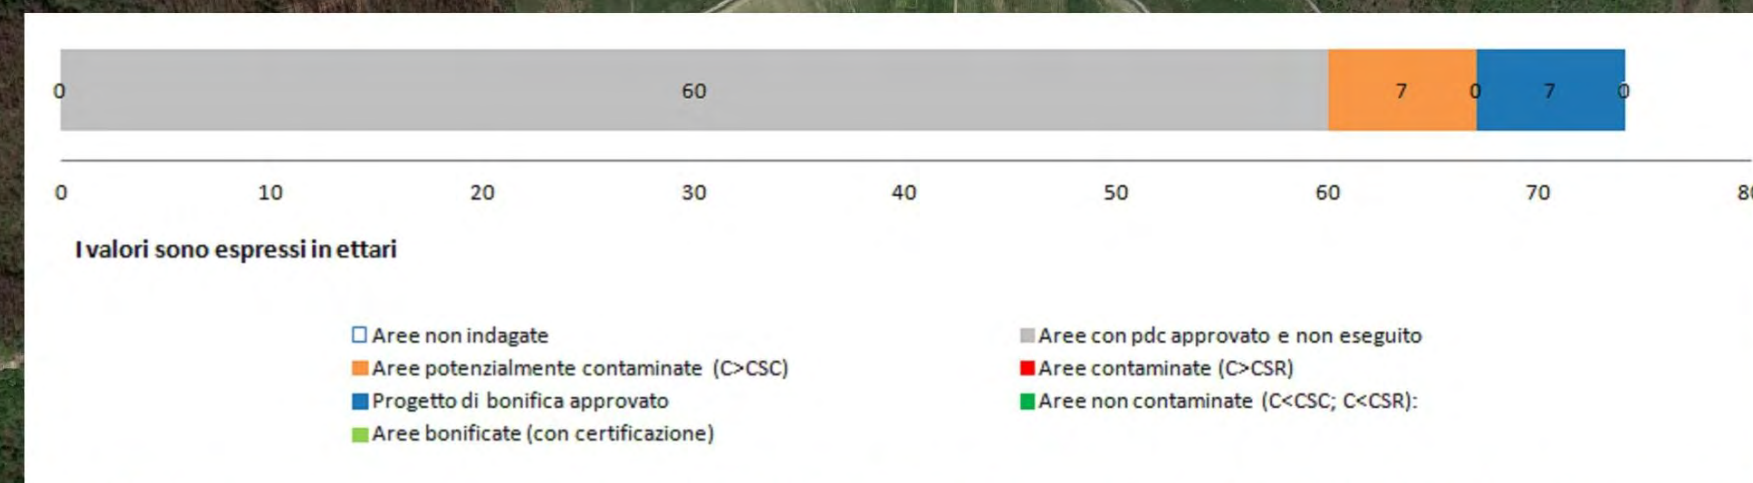 0 60 7 0 7 0
0 10 20 30 40 50 60 70
I valori sono espressi in ettari
Aree non indagate Aree con pdc approvato e non eseguito
Aree potenzialmente contaminate (C>CSC) Aree contaminate (C>CSR)
Progetto di bonifica approvato Aree non contaminate (C<CSC; C<CSR):
Aree bonificate (con certificazione)